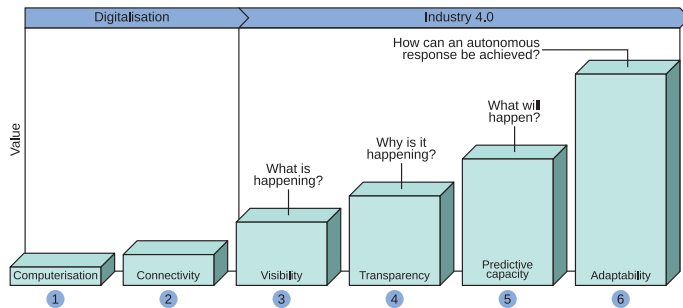 Digitalisation
Industry 4.0
How can an autonomous
response be achieved?
What will
happen?
Why is it
happening?
What is
happening?
Value
Computerisation
Connectivity
Visibility
Transparency
Predictive
capacity
Adaptability
1
2
3
4
5
6